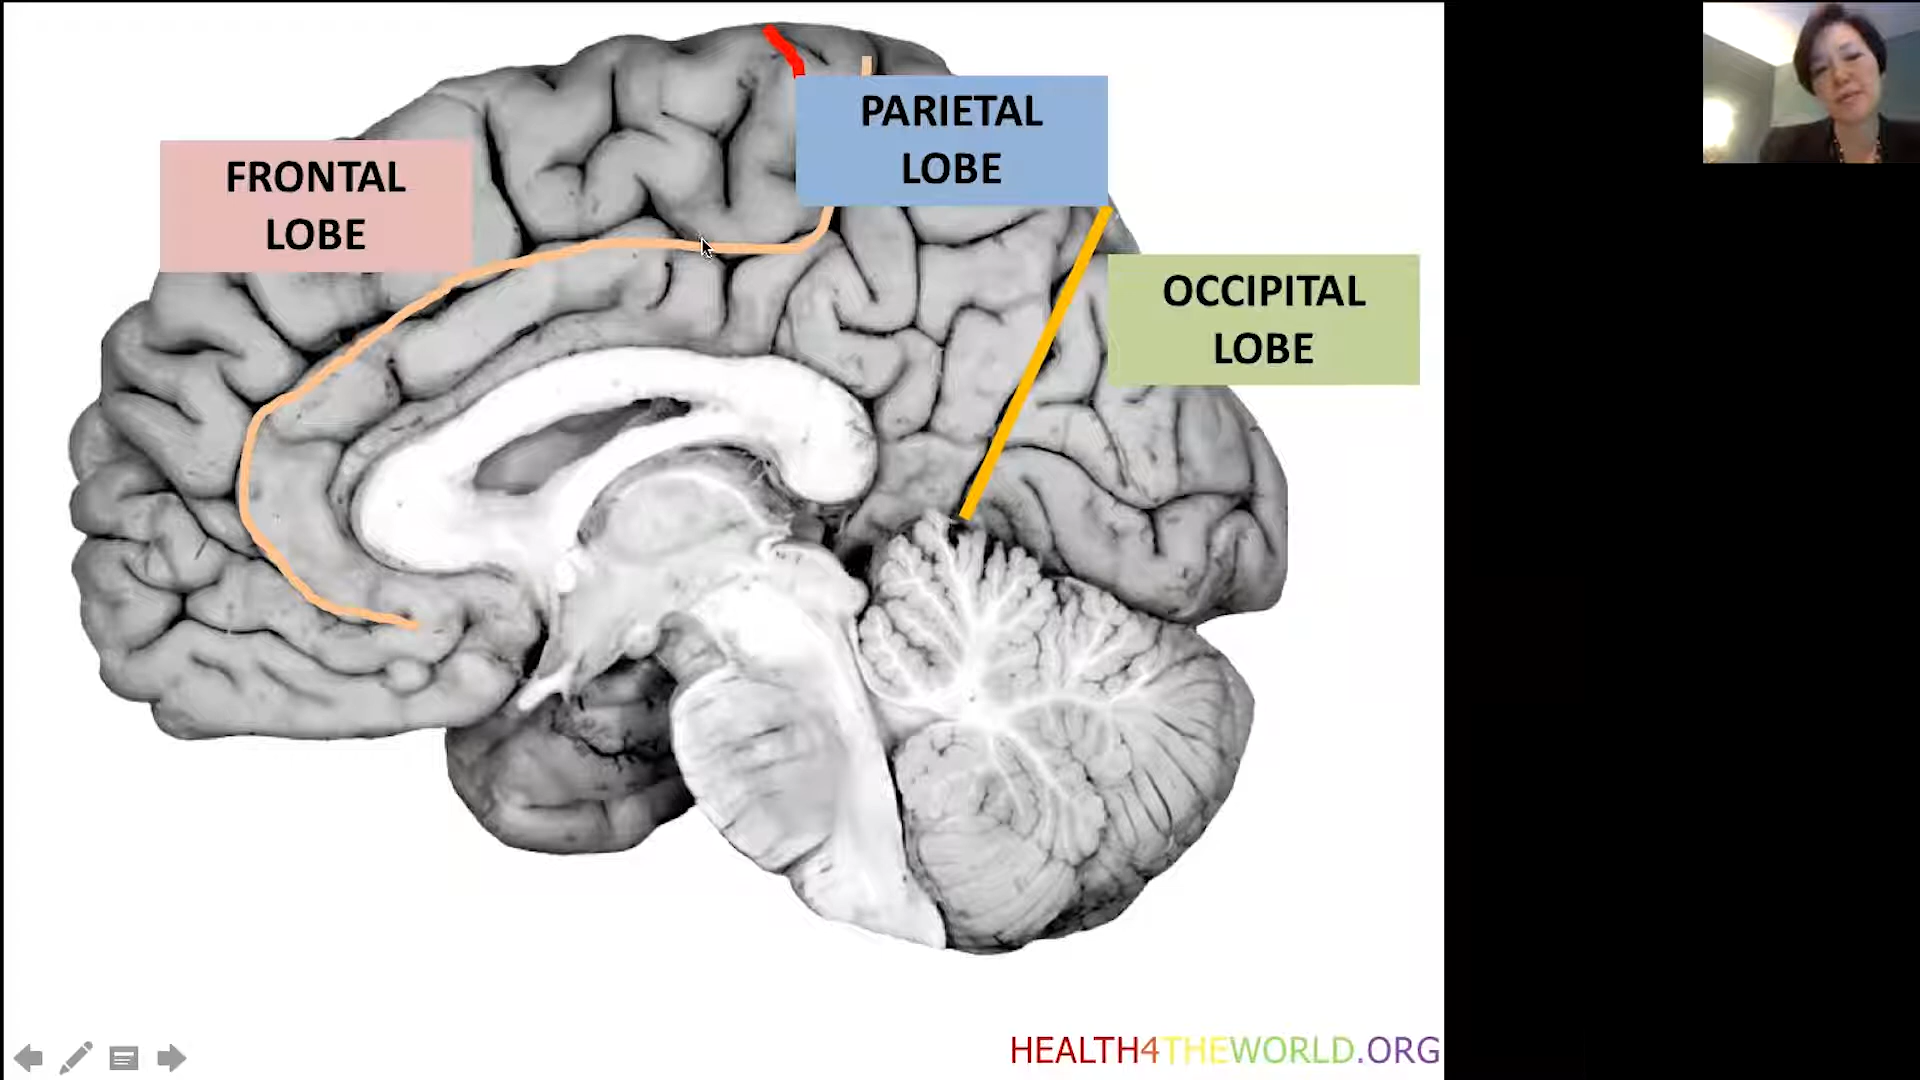 FRONTAL
LOBE
PARIETAL
LOBE
OCCIPITAL
LOBE
HEALTH4THEWORLD.ORG